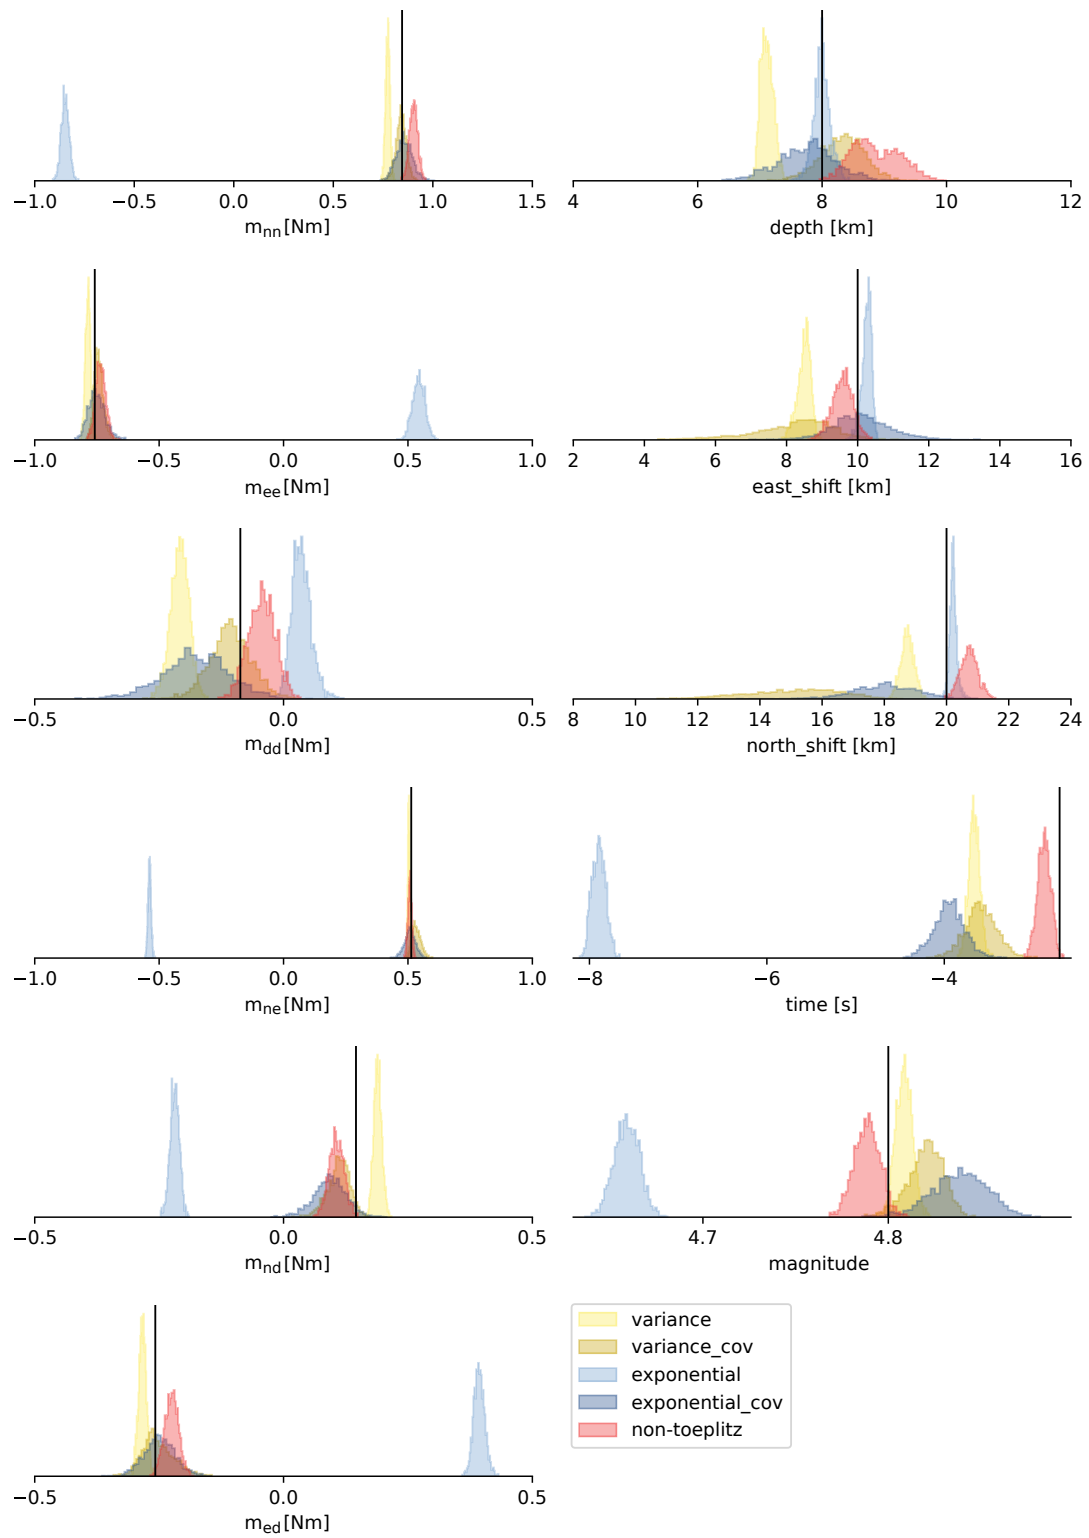 −1.0 −0.5 0.0 0.5 1.0 1.5
m_nn [Nm]
4 6 8 10 12
depth [km]
−1.0 −0.5 0.0 0.5 1.0
m_ee [Nm]
2 4 6 8 10 12 14 16
east_shift [km]
−0.5 0.0 0.5
m_dd [Nm]
8 10 12 14 16 18 20 22 24
north_shift [km]
−1.0 −0.5 0.0 0.5 1.0
m_ne [Nm]
−8 −6 −4
time [s]
−0.5 0.0 0.5
m_nd [Nm]
4.7 4.8
magnitude
−0.5 0.0 0.5
m_ed [Nm]
variance
variance_cov
exponential
exponential_cov
non-toeplitz